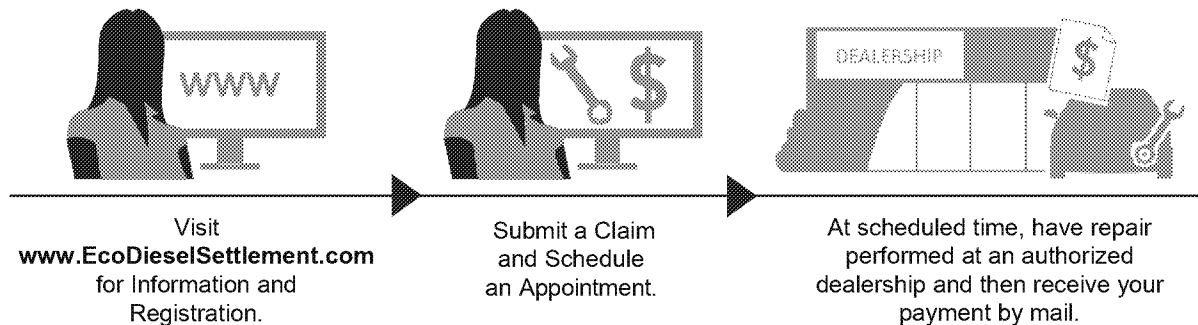 WWW
$
DEALERSHIP
$
Visit
www.EcoDieselSettlement.com
for Information and
Registration.
Submit a Claim
and Schedule
an Appointment.
At scheduled time, have repair
performed at an authorized
dealership and then receive your
payment by mail.